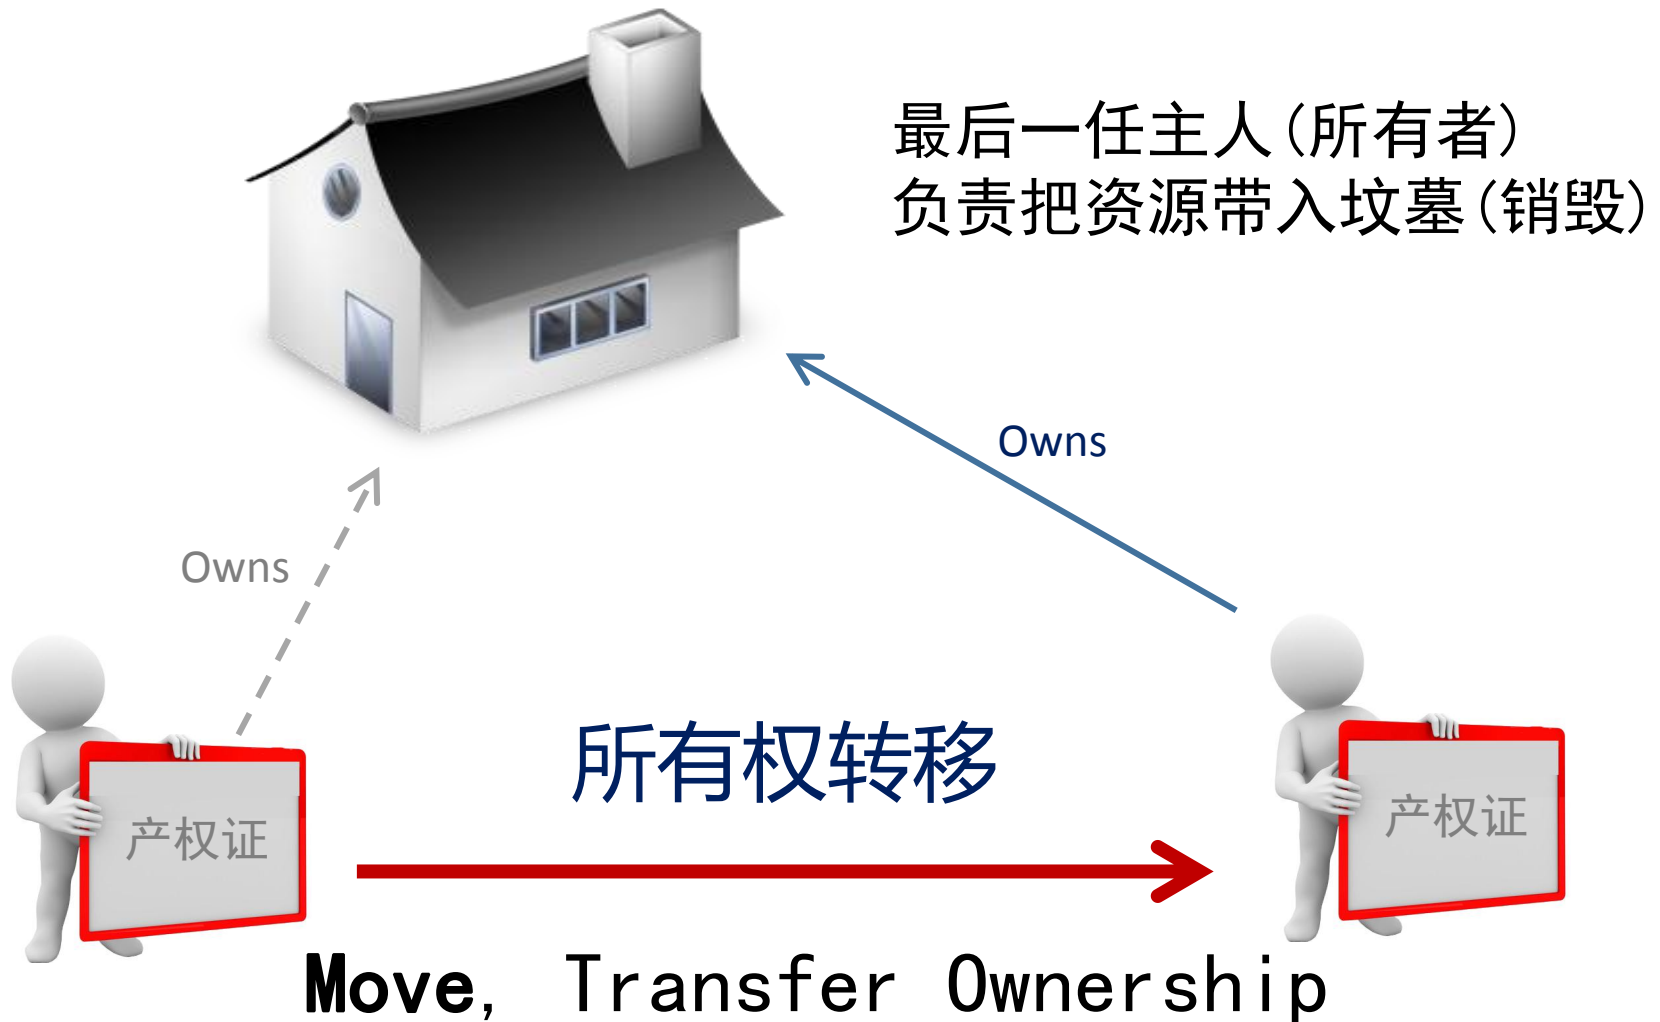 最后一任主人(所有者)
负责把资源带入坟墓(销毁)
Owns
Owns
所有权转移
产权证
产权证
Move, Transfer Ownership